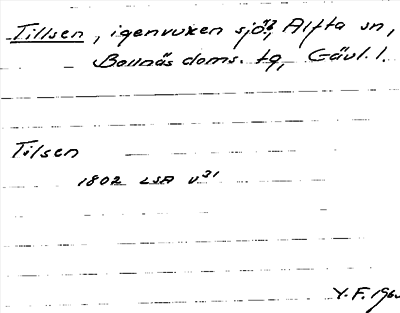 Tillsen, igenvuxen sjö?, Alfta sn,
Bollnäs doms. tg, Gävl. l.
Tilsen
1802 LSA V31
Y. F. 196